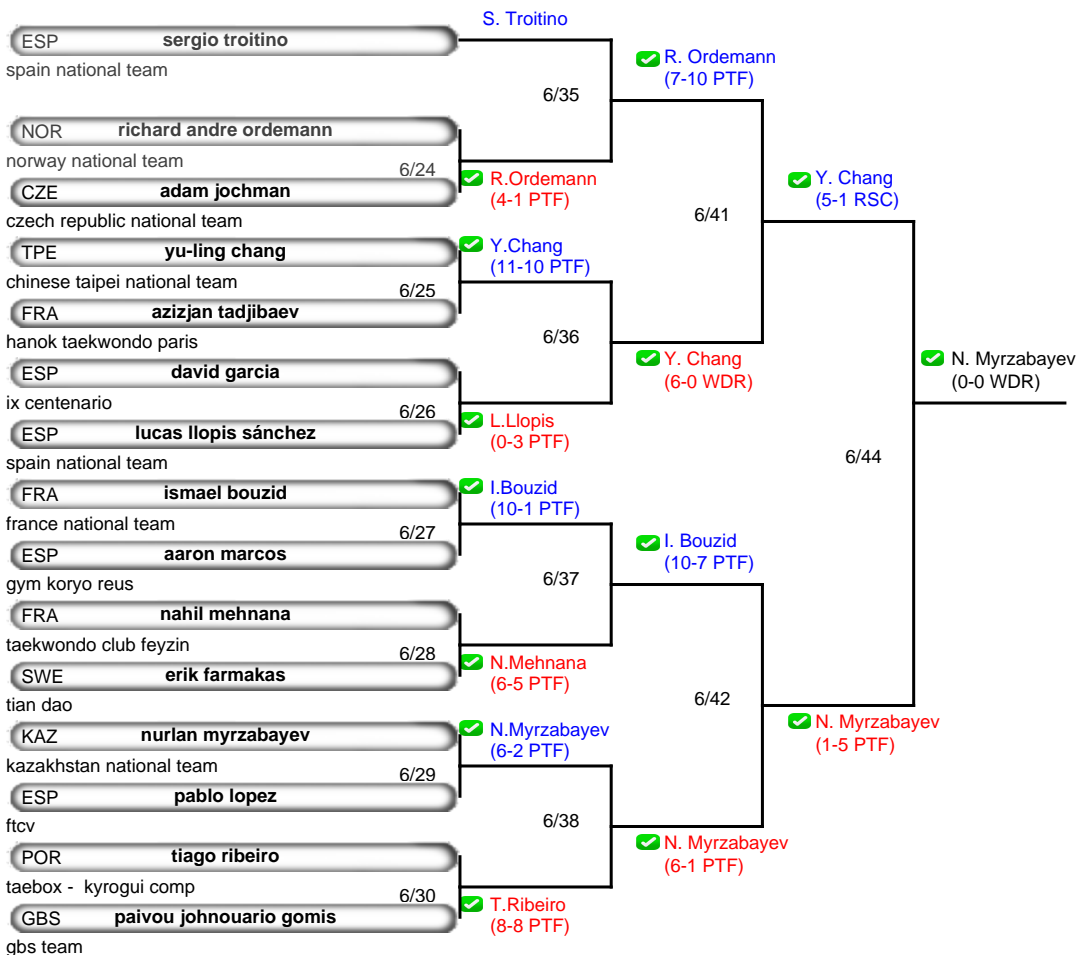 S. Troitino
ESP sergio troitino
spain national team
R. Ordemann
(7-10 PTF)
6/35
NOR richard andre ordemann
norway national team
6/24
R.Ordemann
(4-1 PTF)
CZE adam jochman
czech republic national team
Y. Chang
(5-1 RSC)
6/41
TPE yu-ling chang
Y.Chang
(11-10 PTF)
chinese taipei national team
6/25
FRA azizjan tadjibaev
hanok taekwondo paris
6/36
Y. Chang
(6-0 WDR)
N. Myrzabayev
(0-0 WDR)
ESP david garcia
ix centenario
6/26
L.Llopis
(0-3 PTF)
ESP lucas llopis sánchez
spain national team
6/44
FRA ismael bouzid
I.Bouzid
(10-1 PTF)
france national team
6/27
I. Bouzid
(10-7 PTF)
ESP aaron marcos
gym koryo reus
6/37
FRA nahil mehnana
taekwondo club feyzin
6/28
N.Mehnana
(6-5 PTF)
SWE erik farmakas
tian dao
6/42
N. Myrzabayev
(1-5 PTF)
KAZ nurlan myrzabayev
N.Myrzabayev
(6-2 PTF)
kazakhstan national team
6/29
ESP pablo lopez
ftcv
6/38
N. Myrzabayev
(6-1 PTF)
POR tiago ribeiro
taebox - kyrogui comp
6/30
T.Ribeiro
(8-8 PTF)
GBS paivou johnouario gomis
gbs team